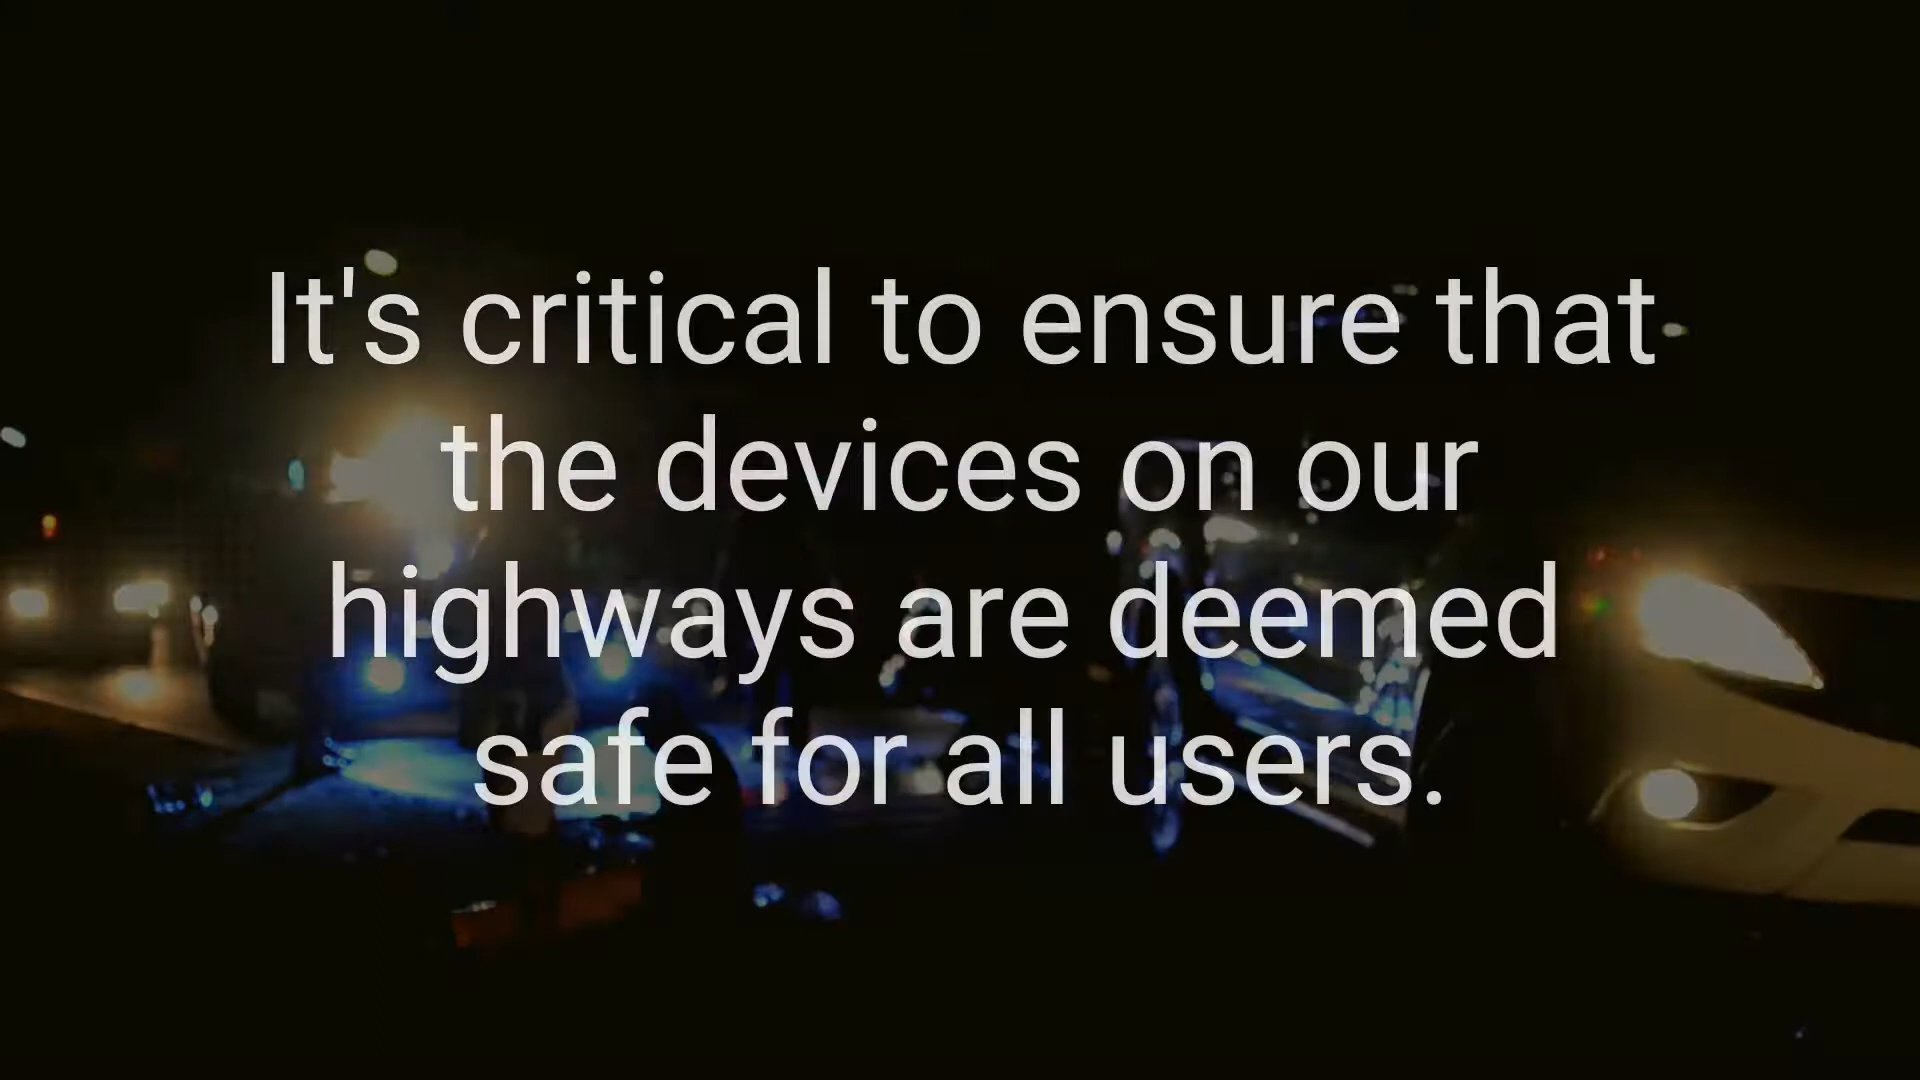 It's critical to ensure that
the devices on our
highways are deemed
safe for all users.